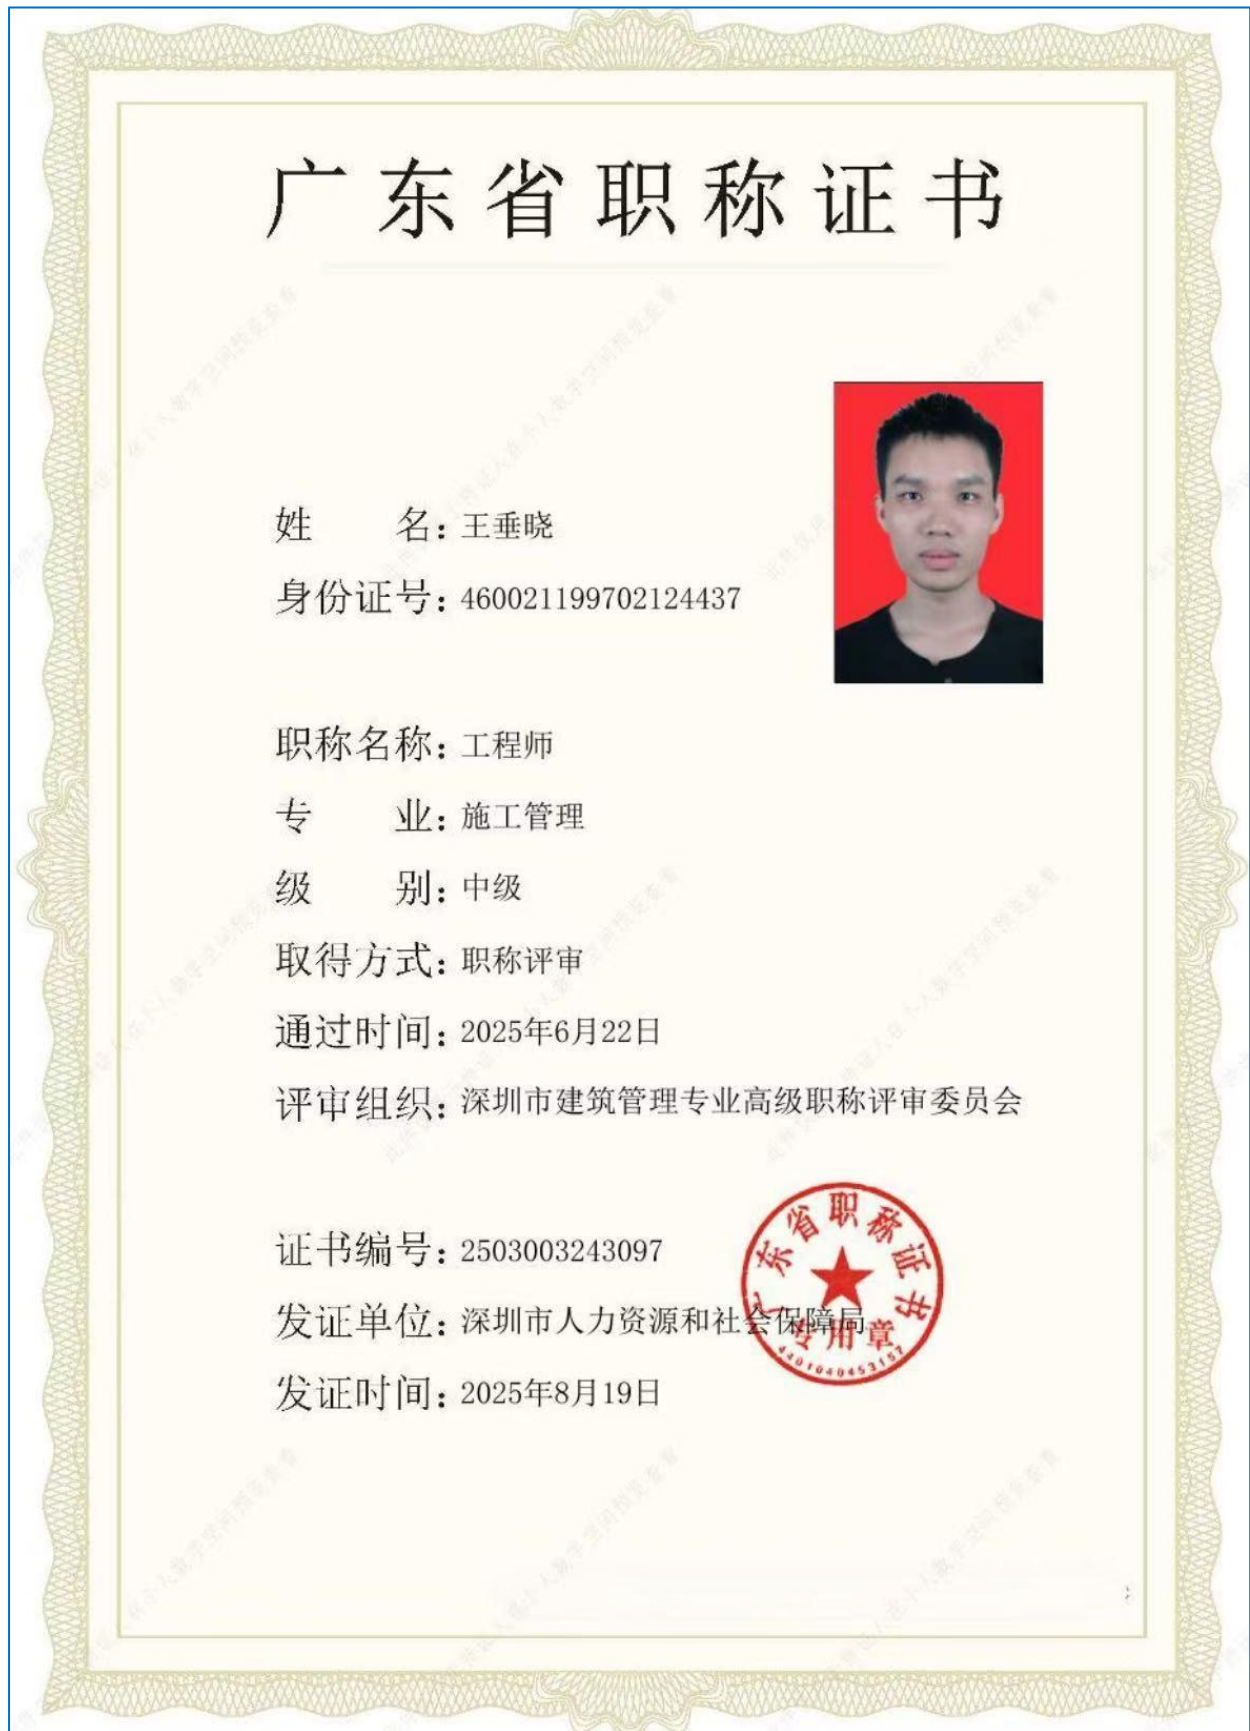 广东省职称证书
姓　　名：王垂晓
身份证号：460021199702124437
职称名称：工程师
专　　业：施工管理
级　　别：中级
取得方式：职称评审
通过时间：2025年6月22日
评审组织：深圳市建筑管理专业高级职称评审委员会
证书编号：2503003243097
发证单位：深圳市人力资源和社会保障局
发证时间：2025年8月19日
广东省职称证书
专用章
4401040453157